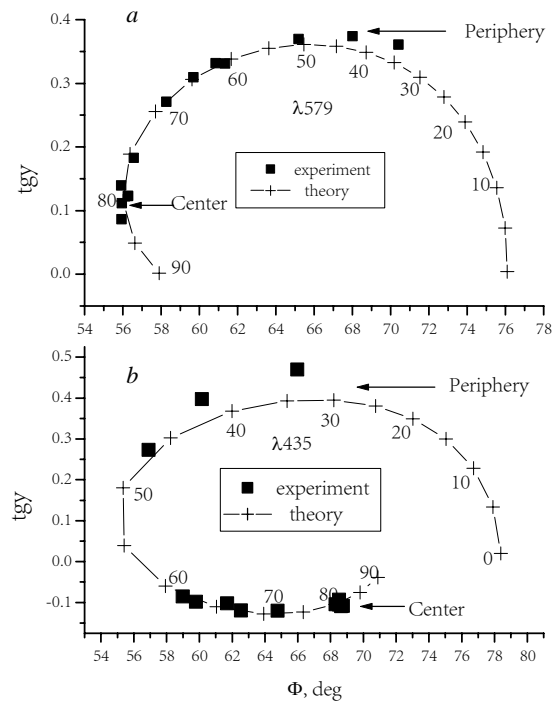 a
0.4
0.3
0.2
0.1
0.0
tgy
Periphery
50
40
60
30
λ579
70
20
10
experiment
theory
80
Center
90
54 56 58 60 62 64 66 68 70 72 74 76 78
b
0.5
0.4
0.3
0.2
0.1
0.0
-0.1
tgy
Periphery
30
40
20
λ435
10
50
experiment
theory
0
60
70
80
90
Center
54 56 58 60 62 64 66 68 70 72 74 76 78 80
Φ, deg